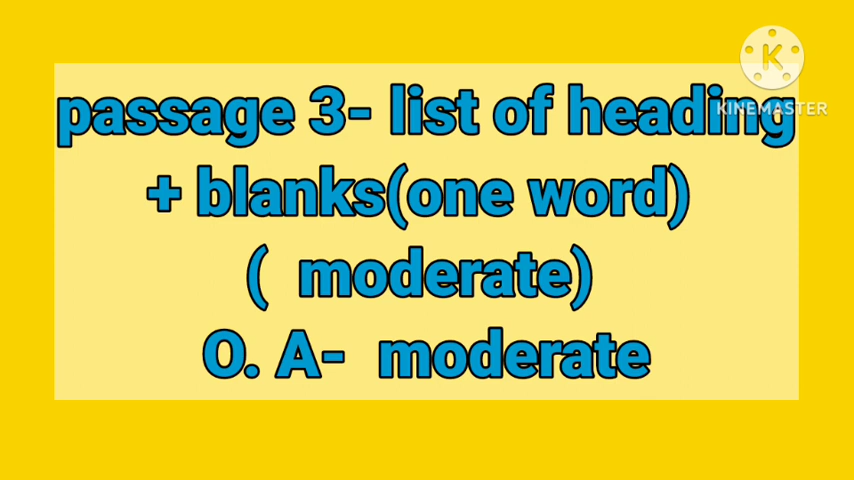 passage 3- list of heading
KINEMASTER
+ blanks(one word)
(  moderate)
O. A-  moderate